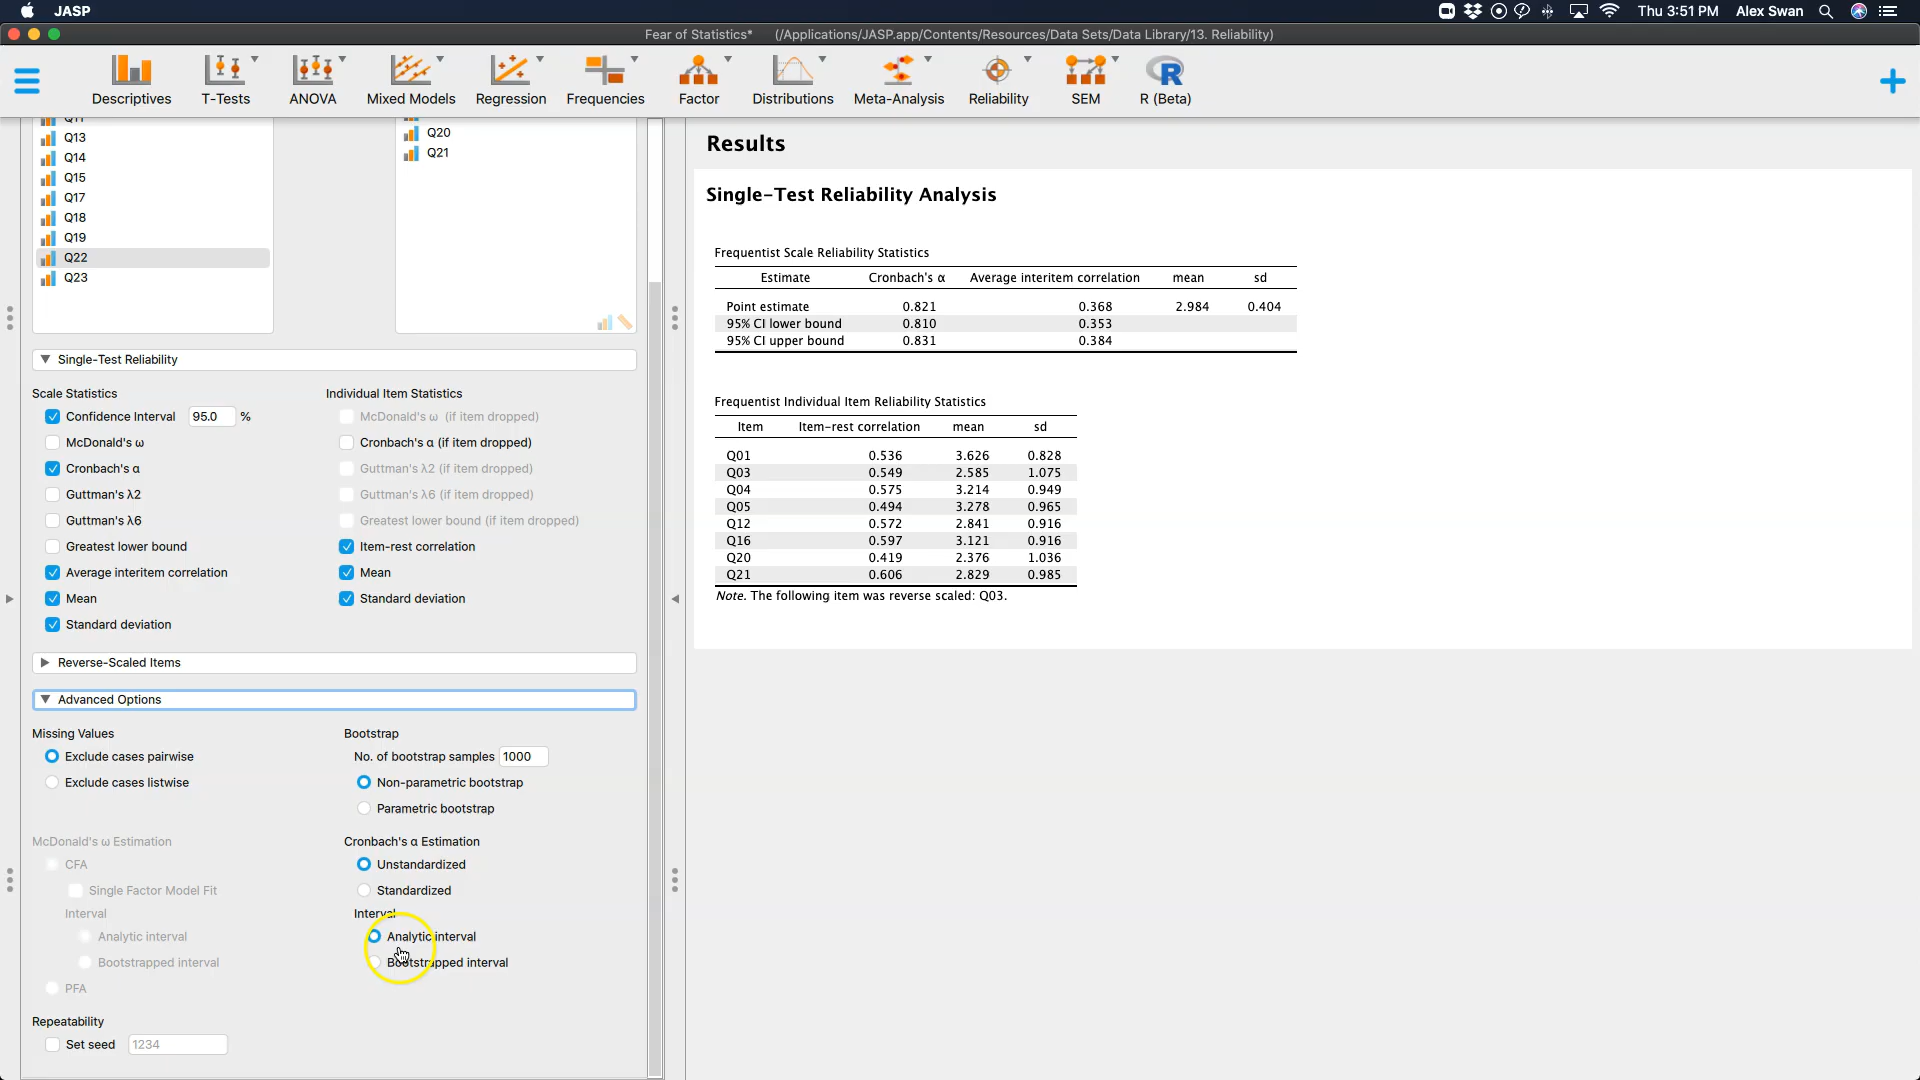 JASP
Thu 3:51 PM Alex Swan
Fear of Statistics* (/Applications/JASP.app/Contents/Resources/Data Sets/Data Library/13. Reliability)
Descriptives T-Tests ANOVA Mixed Models Regression Frequencies Factor Distributions Meta-Analysis Reliability SEM R (Beta)
Q13
Q14
Q15
Q17
Q18
Q19
Q22
Q23
Q20
Q21
Single-Test Reliability
Scale Statistics
Confidence Interval 95.0 %
McDonald's ω
Cronbach's α
Guttman's λ2
Guttman's λ6
Greatest lower bound
Average interitem correlation
Mean
Standard deviation
Individual Item Statistics
McDonald's ω (if item dropped)
Cronbach's α (if item dropped)
Guttman's λ2 (if item dropped)
Guttman's λ6 (if item dropped)
Greatest lower bound (if item dropped)
Item-rest correlation
Mean
Standard deviation
Reverse-Scaled Items
Advanced Options
Missing Values
Exclude cases pairwise
Exclude cases listwise
Bootstrap
No. of bootstrap samples 1000
Non-parametric bootstrap
Parametric bootstrap
McDonald's ω Estimation
CFA
Single Factor Model Fit
Interval
Analytic interval
Bootstrapped interval
PFA
Cronbach's α Estimation
Unstandardized
Standardized
Interval
Analytic interval
Bootstrapped interval
Repeatability
Set seed 1234
Results
Single-Test Reliability Analysis
Frequentist Scale Reliability Statistics
Estimate Cronbach's α Average interitem correlation mean sd
Point estimate 0.821 0.368 2.984 0.404
95% CI lower bound 0.810 0.353
95% CI upper bound 0.831 0.384
Frequentist Individual Item Reliability Statistics
Item Item-rest correlation mean sd
Q01 0.536 3.626 0.828
Q03 0.549 2.585 1.075
Q04 0.575 3.214 0.949
Q05 0.494 3.278 0.965
Q12 0.572 2.841 0.916
Q16 0.597 3.121 0.916
Q20 0.419 2.376 1.036
Q21 0.606 2.829 0.985
Note. The following item was reverse scaled: Q03.